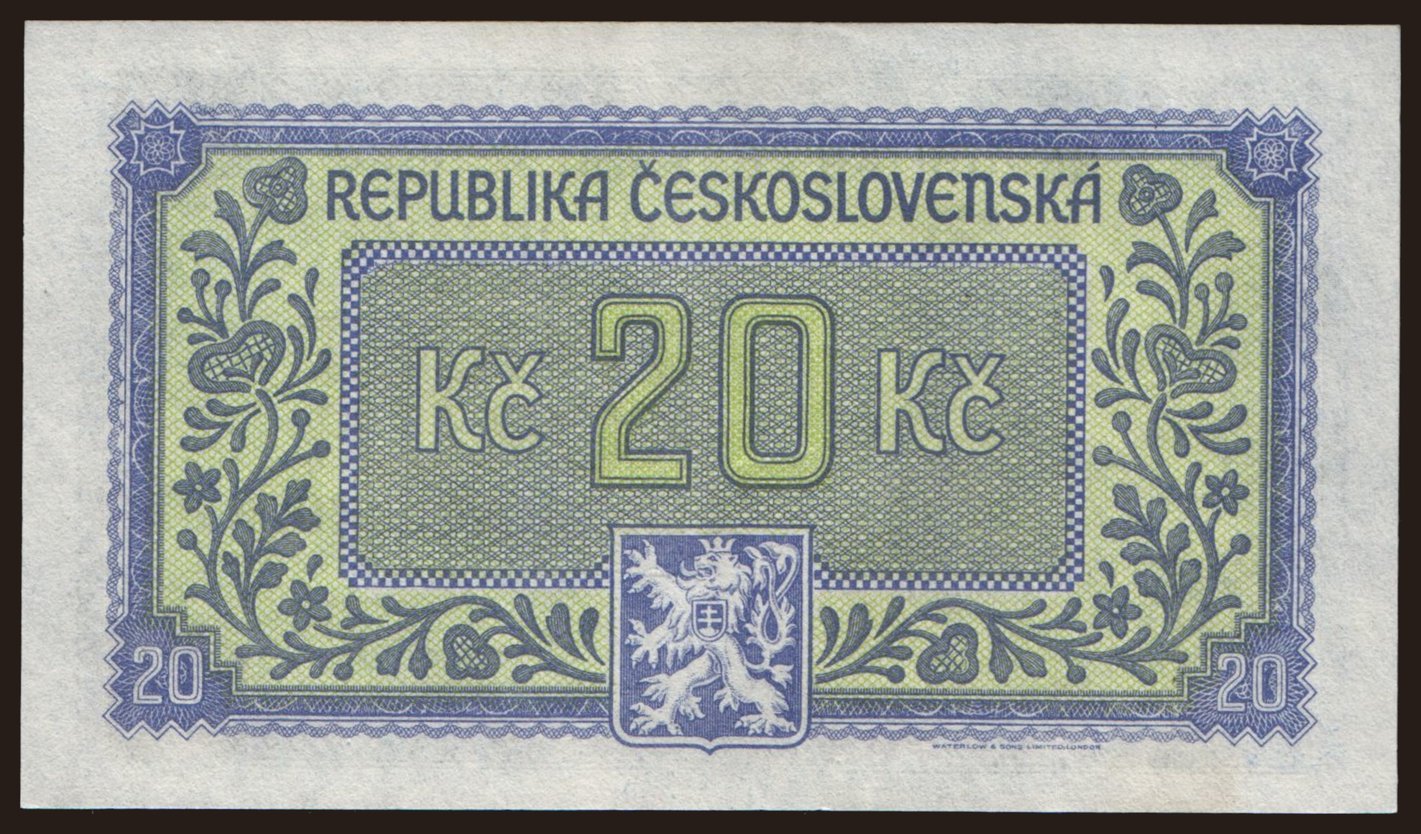 REPUBLIKA ČESKOSLOVENSKÁ
Kč 20 Kč
20 20
WATERLOW & SONS LIMITED, LONDON